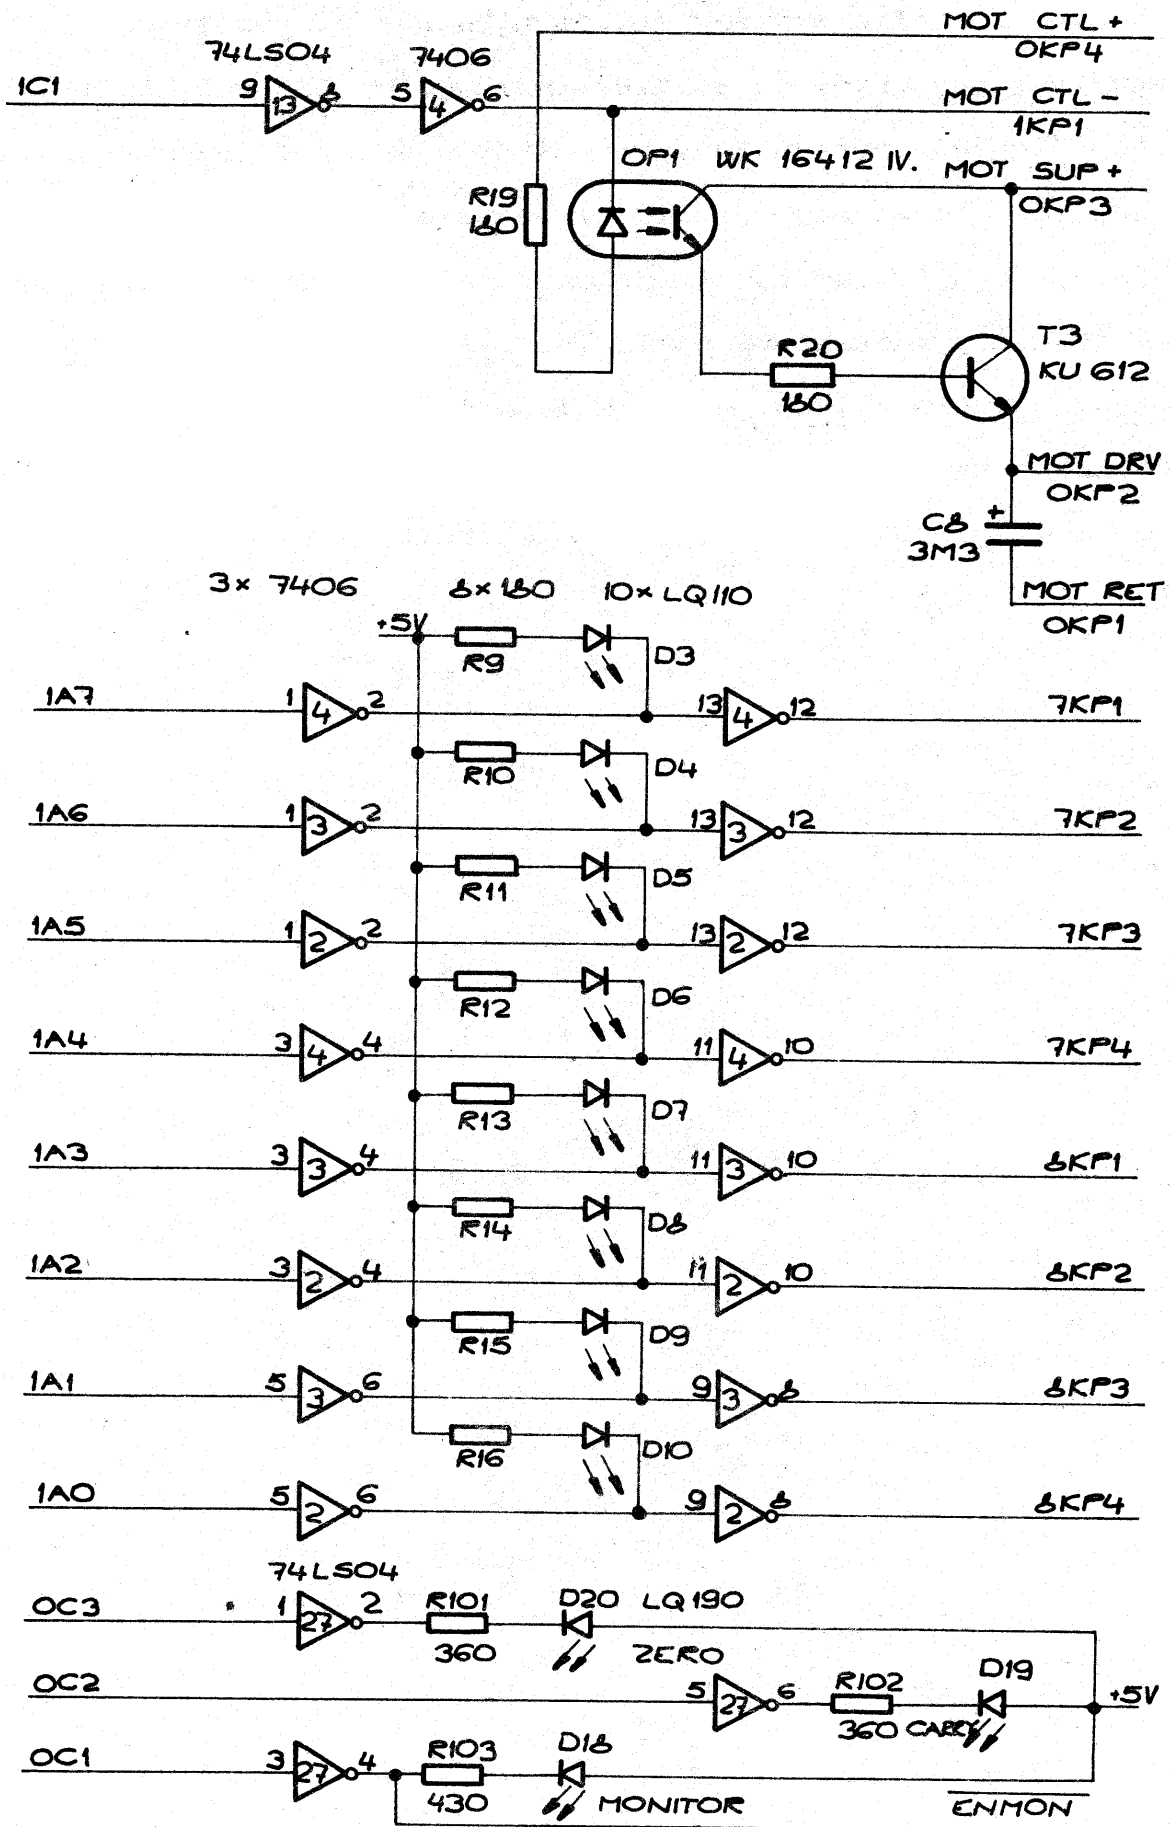 MOT CTL +
74LS04 7406 0KP4
1C1 9 13 8 5 4 6 MOT CTL -
1KP1
OP1 WK 16412 IV. MOT SUP +
R19 0KP3
180
T3
R20 KU 612
180
MOT DRV
0KP2
+
C8
3M3
3x 7406 8x180 10x LQ110 MOT RET
0KP1
+5V
R9 D3
1A7 1 4 2 13 4 12 7KP1
R10 D4
1A6 1 3 2 13 3 12 7KP2
R11 D5
1A5 1 2 2 13 2 12 7KP3
R12 D6
1A4 3 4 4 11 4 10 7KP4
R13 D7
1A3 3 3 4 11 3 10 8KP1
R14 D8
1A2 3 2 4 11 2 10 8KP2
R15 D9
1A1 5 3 6 9 3 8 8KP3
R16 D10
1A0 5 2 6 9 2 8 8KP4
74LS04
0C3 1 27 2 R101 D20 LQ190
360 ZERO
0C2 5 27 6 R102 D19 +5V
360 CARRY
0C1 3 27 4 R103 D18
430 MONITOR ENMON